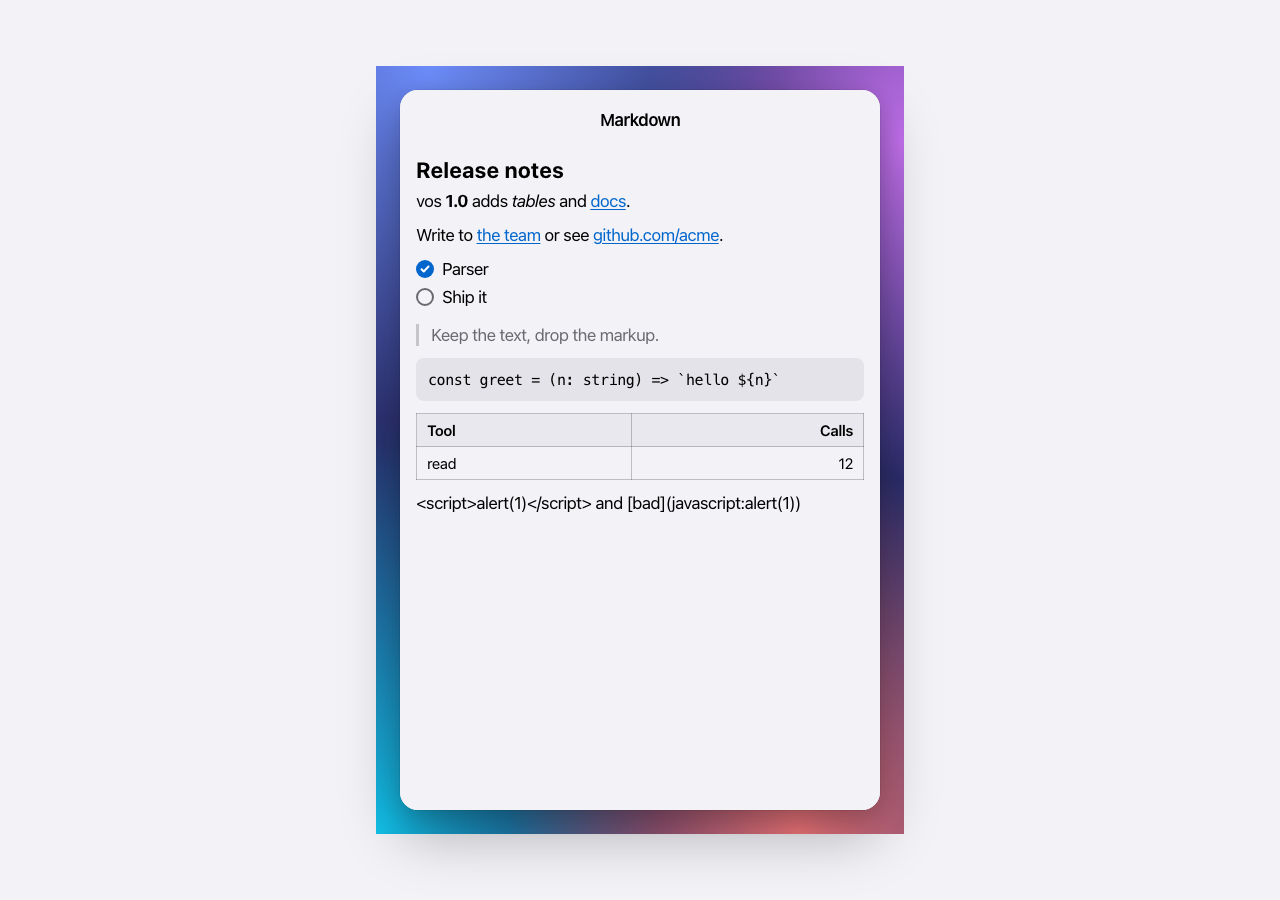 Markdown
Release notes
vos 1.0 adds tables and docs.
Write to the team or see github.com/acme.
Parser
Ship it
Keep the text, drop the markup.
const greet = (n: string) => `hello ${n}`
Tool Calls
read 12
<script>alert(1)</script> and [bad](javascript:alert(1))